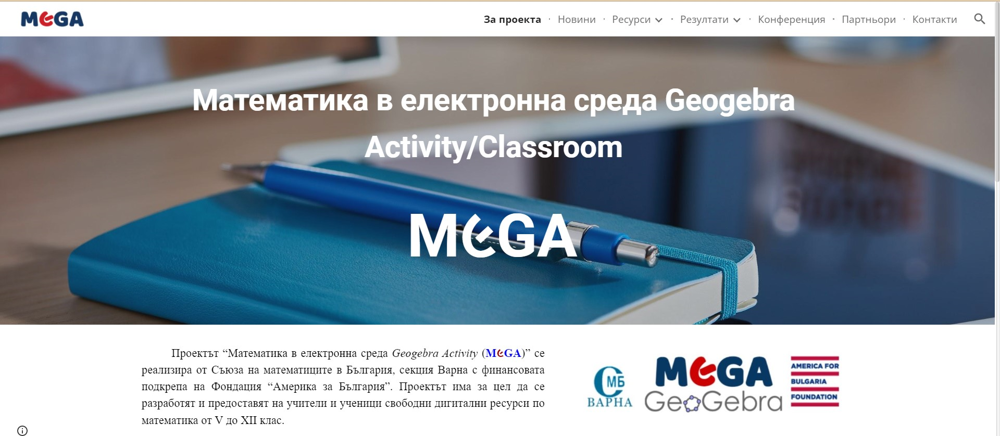 MeGA
За проекта · Новини · Ресурси · Резултати · Конференция · Партньори · Контакти
Математика в електронна среда Geogebra
Activity/Classroom
MeGA
Проектът “Математика в електронна среда Geogebra Activity (MeGA)” се
реализира от Съюза на математиците в България, секция Варна с финансовата
подкрепа на Фондация “Америка за България”. Проектът има за цел да се
разработят и предоставят на учители и ученици свободни дигитални ресурси по
математика от V до XII клас.
СМБ
ВАРНА
MeGA
GeoGebra
AMERICA FOR
BULGARIA
FOUNDATION